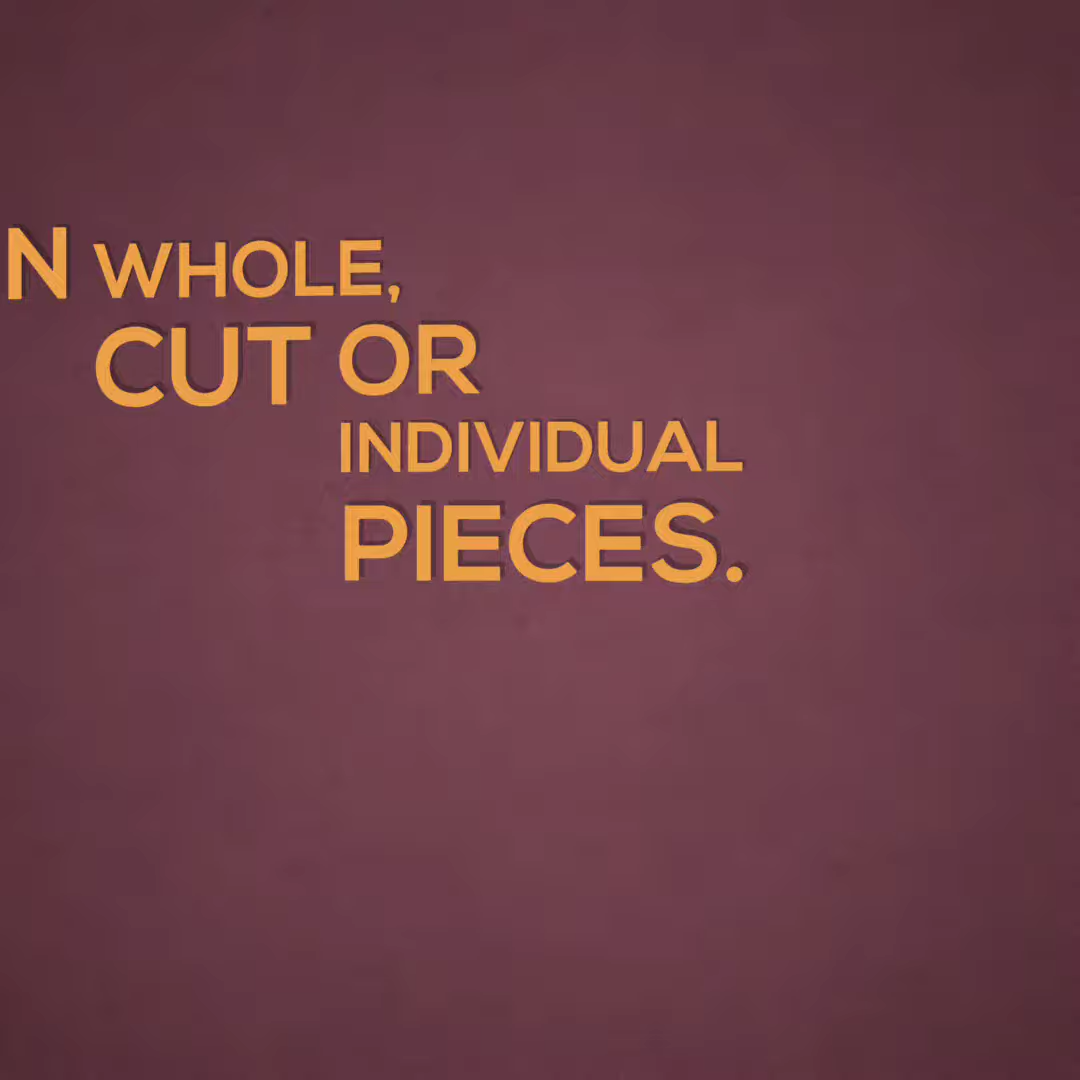 N WHOLE,
CUT OR
INDIVIDUAL
PIECES.